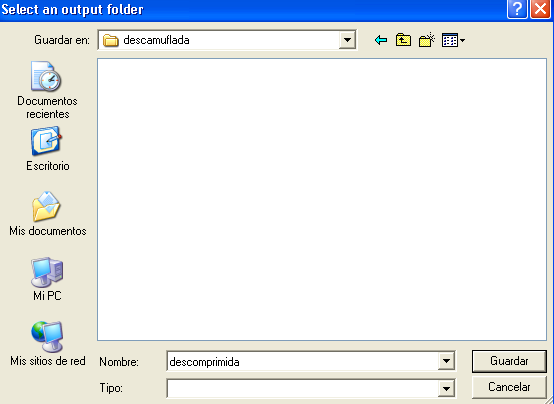 Select an output folder
Guardar en:
descamuflada
Documentos
recientes
Escritorio
Mis documentos
Mi PC
Mis sitios de red
Nombre:
descomprimida
Guardar
Tipo:
Cancelar